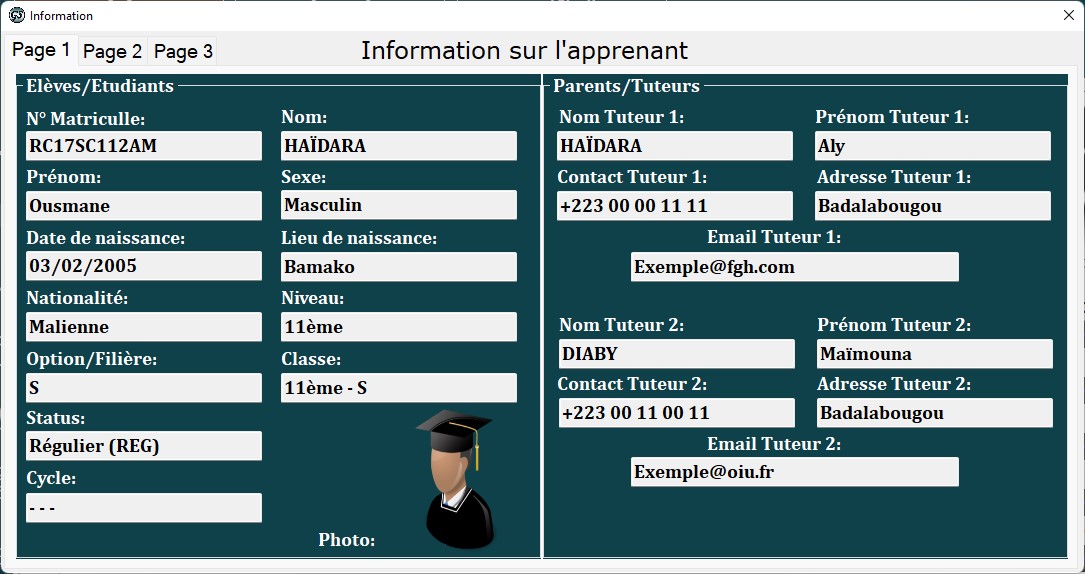 Information
Page 1 Page 2 Page 3
Information sur l'apprenant
Elèves/Etudiants
N° Matriculle: Nom:
RC17SC112AM HAÏDARA
Prénom: Sexe:
Ousmane Masculin
Date de naissance: Lieu de naissance:
03/02/2005 Bamako
Nationalité: Niveau:
Malienne 11ème
Option/Filière: Classe:
S 11ème - S
Status:
Régulier (REG)
Cycle:
- - -
Photo:
Parents/Tuteurs
Nom Tuteur 1: Prénom Tuteur 1:
HAÏDARA Aly
Contact Tuteur 1: Adresse Tuteur 1:
+223 00 00 11 11 Badalabougou
Email Tuteur 1:
Exemple@fgh.com
Nom Tuteur 2: Prénom Tuteur 2:
DIABY Maïmouna
Contact Tuteur 2: Adresse Tuteur 2:
+223 00 11 00 11 Badalabougou
Email Tuteur 2:
Exemple@oiu.fr